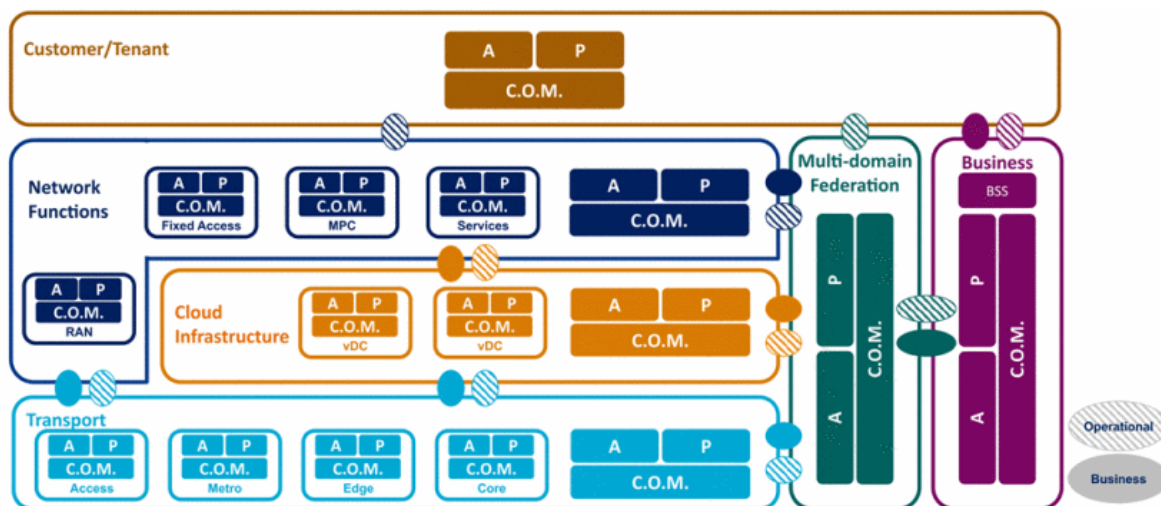 Customer/Tenant
A P
C.O.M.
Network
Functions
A P
C.O.M.
Fixed Access
A P
C.O.M.
MPC
A P
C.O.M.
Services
A P
C.O.M.
A P
C.O.M.
RAN
Cloud
Infrastructure
A P
C.O.M.
vDC
A P
C.O.M.
vDC
A P
C.O.M.
Transport
A P
C.O.M.
Access
A P
C.O.M.
Metro
A P
C.O.M.
Edge
A P
C.O.M.
Core
A P
C.O.M.
Multi-domain
Federation
P
A
C.O.M.
Business
BSS
P
A
C.O.M.
Operational
Business